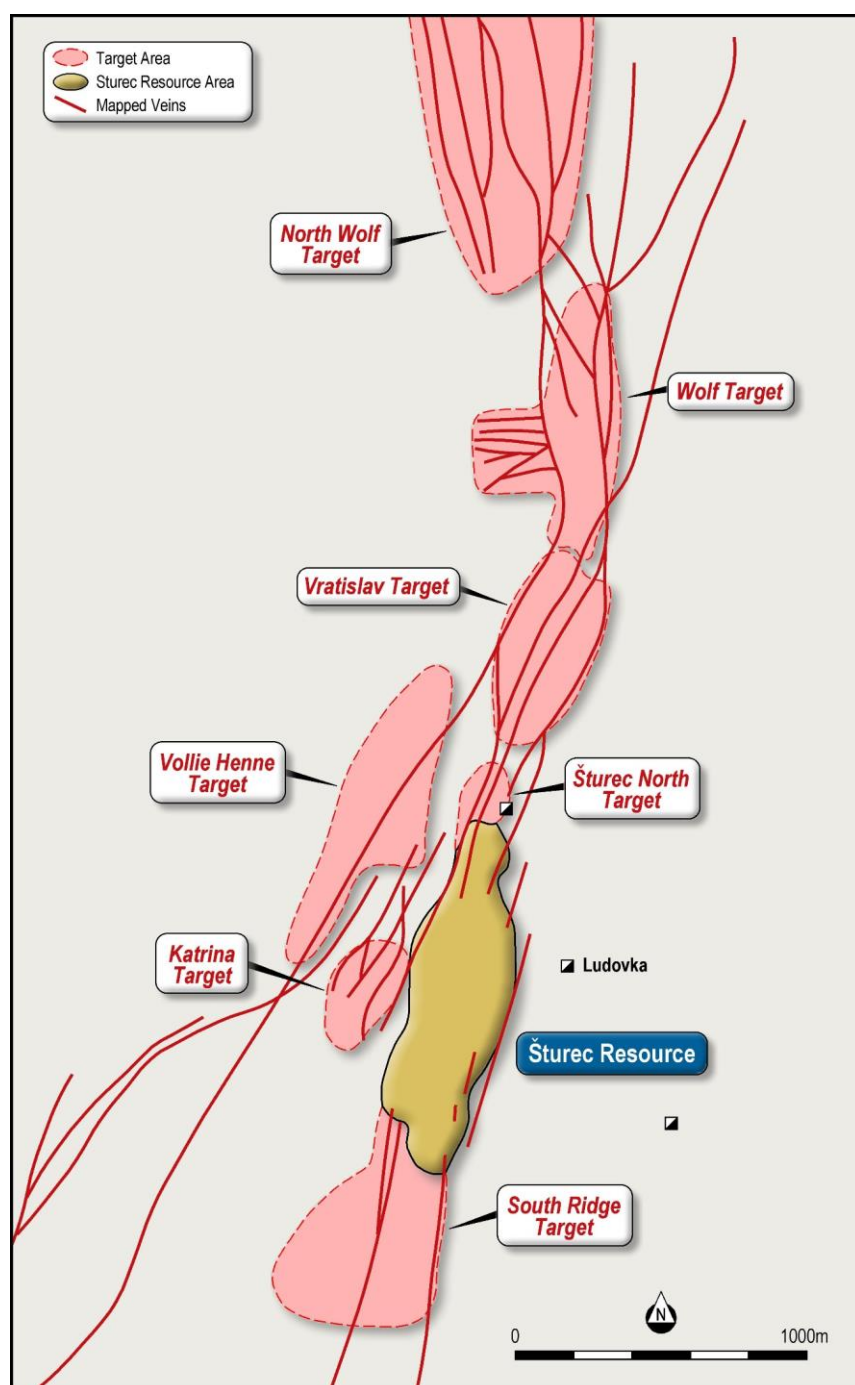 Target Area
Šturec Resource Area
Mapped Veins
North Wolf
Target
Wolf Target
Vratislav Target
Vollie Henne
Target
Šturec North
Target
Katrina
Target
Ludovka
Šturec Resource
South Ridge
Target
N
0
1000m